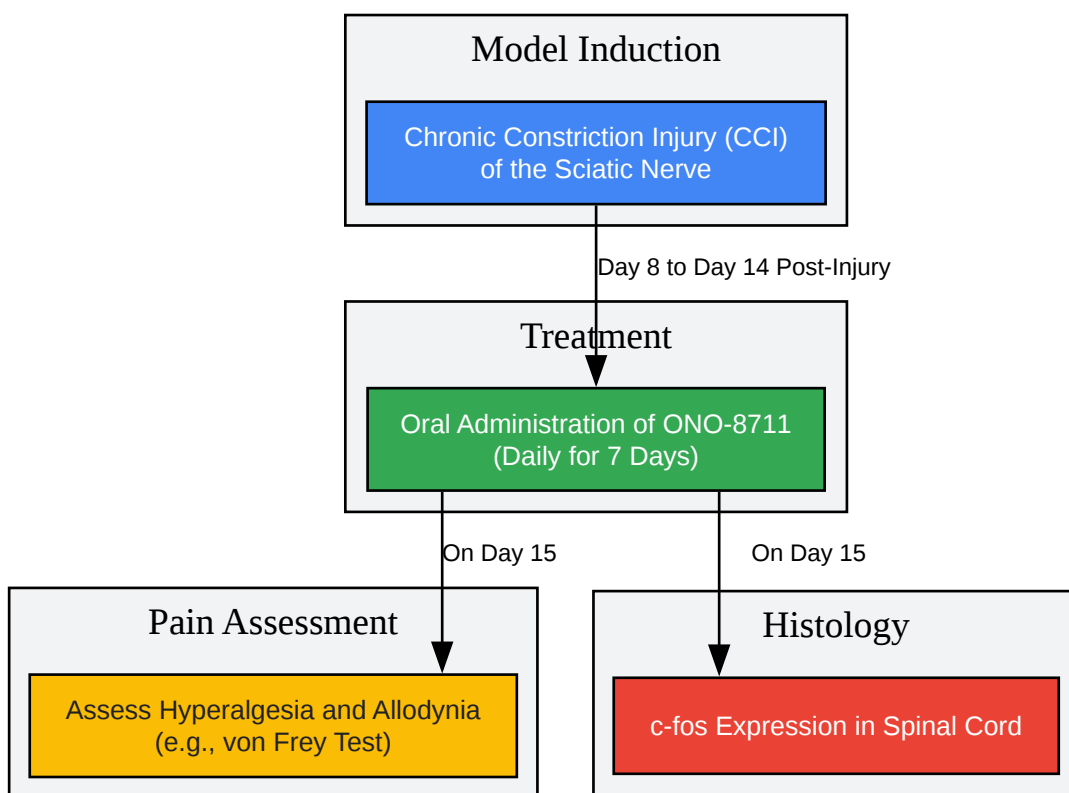 Model Induction
Chronic Constriction Injury (CCI)
of the Sciatic Nerve
Day 8 to Day 14 Post-Injury
Treatment
Oral Administration of ONO-8711
(Daily for 7 Days)
On Day 15
On Day 15
Pain Assessment
Assess Hyperalgesia and Allodynia
(e.g., von Frey Test)
Histology
c-fos Expression in Spinal Cord